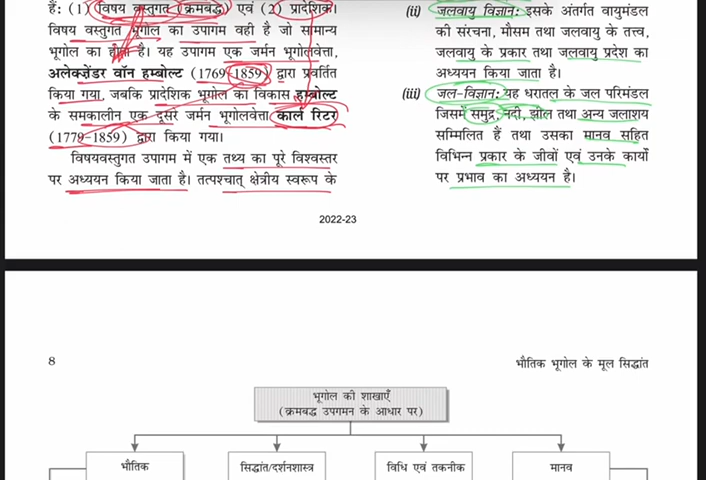 हैं: (1) विषय वस्तुगत (क्रमबद्ध) एवं (2) प्रादेशिक।
विषय वस्तुगत भूगोल का उपागम वही है जो सामान्य
भूगोल का होता है। यह उपागम एक जर्मन भूगोलवेत्ता,
अलेक्ज़ेंडर वॉन हम्बोल्ट (1769-1859) द्वारा प्रवर्तित
किया गया, जबकि प्रादेशिक भूगोल का विकास हम्बोल्ट
के समकालीन एक दूसरे जर्मन भूगोलवेत्ता कार्ल रिटर
(1779-1859) द्वारा किया गया।
विषयवस्तुगत उपागम में एक तथ्य का पूरे विश्वस्तर
पर अध्ययन किया जाता है। तत्पश्चात् क्षेत्रीय स्वरूप के
(ii) जलवायु विज्ञान: इसके अंतर्गत वायुमंडल
की संरचना, मौसम तथा जलवायु के तत्त्व,
जलवायु के प्रकार तथा जलवायु प्रदेश का
अध्ययन किया जाता है।
(iii) जल-विज्ञान: यह धरातल के जल परिमंडल
जिसमें समुद्र, नदी, झील तथा अन्य जलाशय
सम्मिलित हैं तथा उसका मानव सहित
विभिन्न प्रकार के जीवों एवं उनके कार्यों
पर प्रभाव का अध्ययन है।
2022-23
8
भौतिक भूगोल के मूल सिद्धांत
भूगोल की शाखाएँ
(क्रमबद्ध उपगमन के आधार पर)
भौतिक
सिद्धांत/दर्शनशास्त्र
विधि एवं तकनीक
मानव